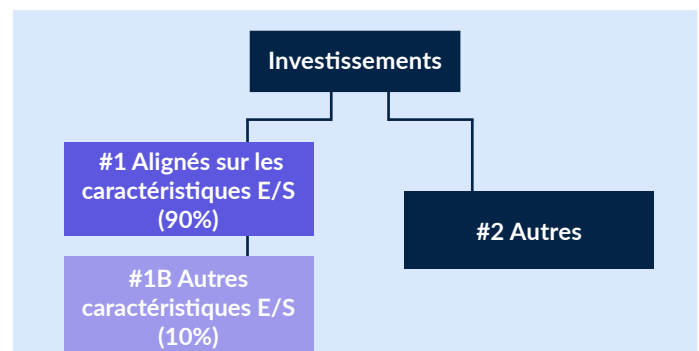 Investissements
#1 Alignés sur les
caractéristiques E/S
(90%)
#2 Autres
#1B Autres
caractéristiques E/S
(10%)